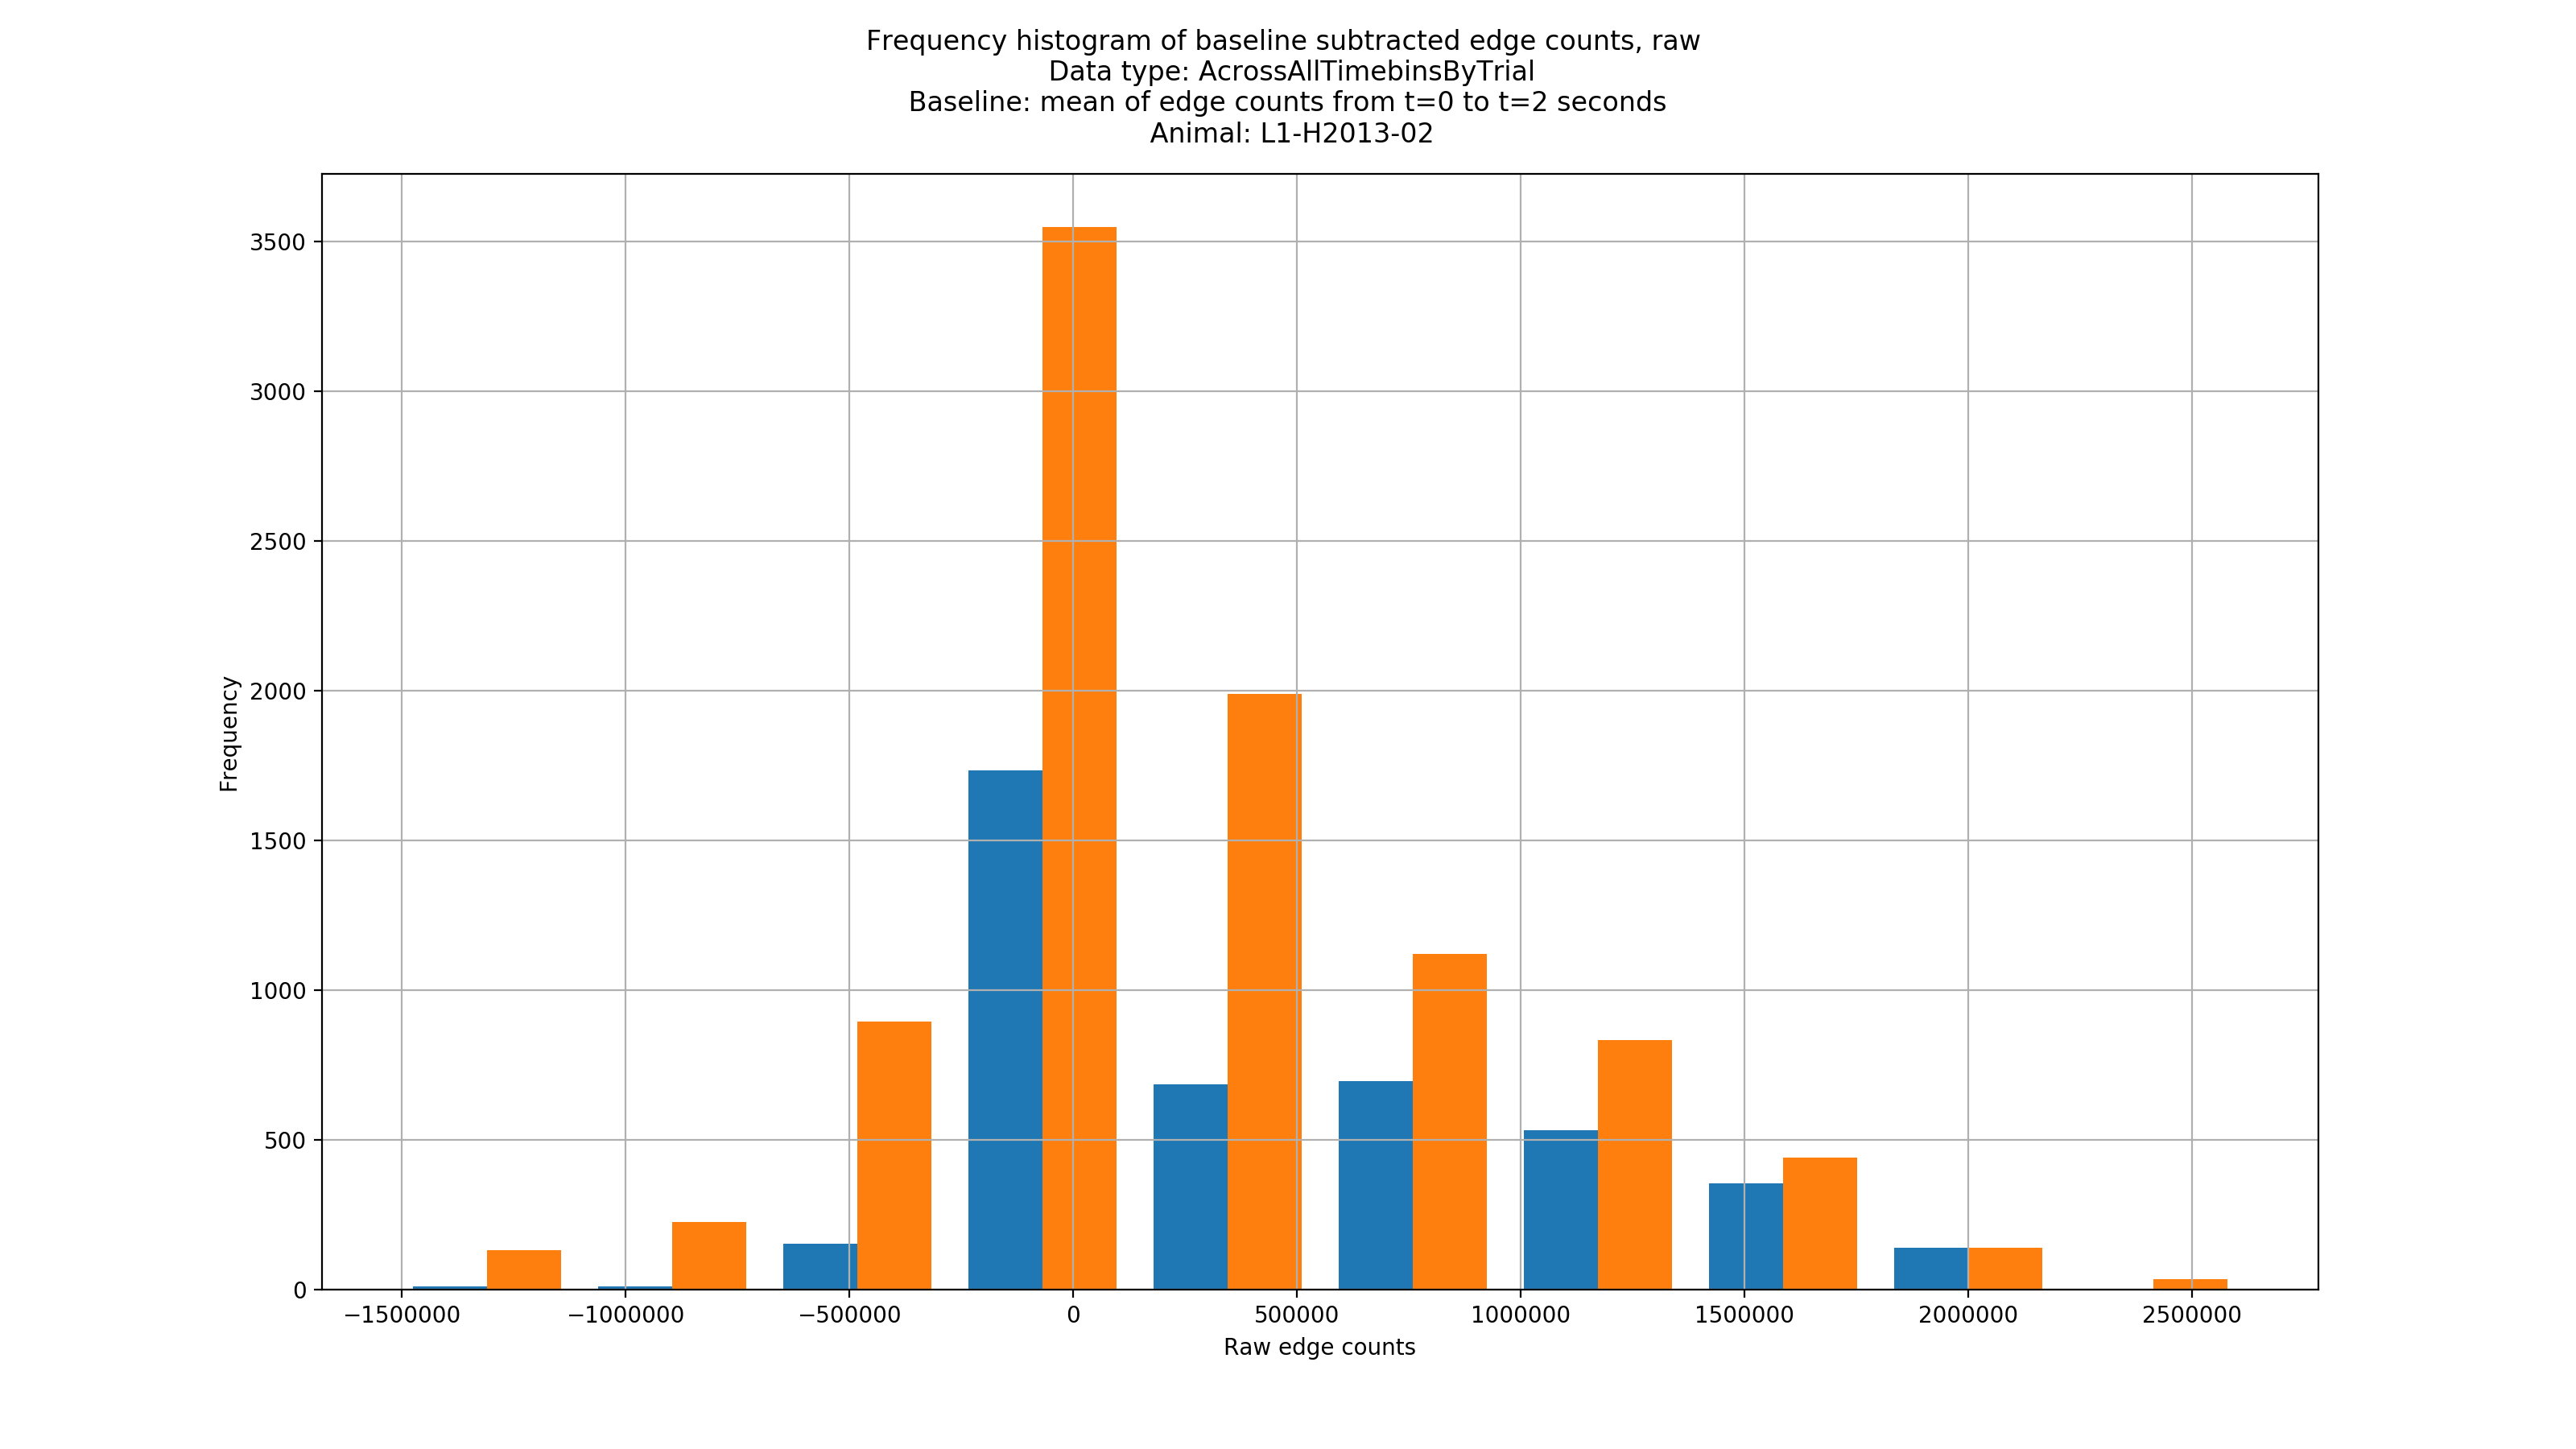 Frequency histogram of baseline subtracted edge counts, raw
Data type: AcrossAllTimebinsByTrial
Baseline: mean of edge counts from t=0 to t=2 seconds
Animal: L1-H2013-02
3500
3000
2500
2000
1500
1000
500
0
Frequency
−1500000 −1000000 −500000 0 500000 1000000 1500000 2000000 2500000
Raw edge counts